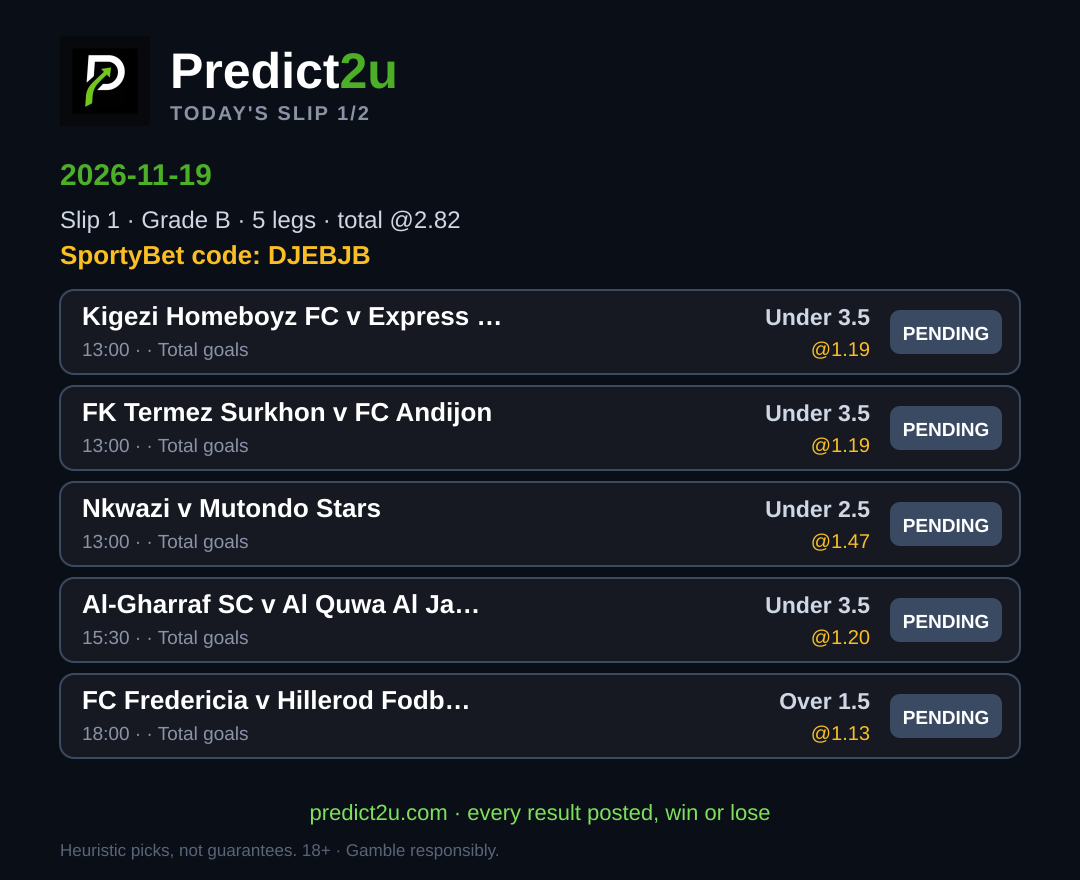 Predict2u
TODAY'S SLIP 1/2
2026-11-19
Slip 1 · Grade B · 5 legs · total @2.82
SportyBet code: DJEBJB
Kigezi Homeboyz FC v Express …
Under 3.5
PENDING
13:00 · · Total goals
@1.19
FK Termez Surkhon v FC Andijon
Under 3.5
PENDING
13:00 · · Total goals
@1.19
Nkwazi v Mutondo Stars
Under 2.5
PENDING
13:00 · · Total goals
@1.47
Al-Gharraf SC v Al Quwa Al Ja…
Under 3.5
PENDING
15:30 · · Total goals
@1.20
FC Fredericia v Hillerod Fodb…
Over 1.5
PENDING
18:00 · · Total goals
@1.13
predict2u.com · every result posted, win or lose
Heuristic picks, not guarantees. 18+ · Gamble responsibly.